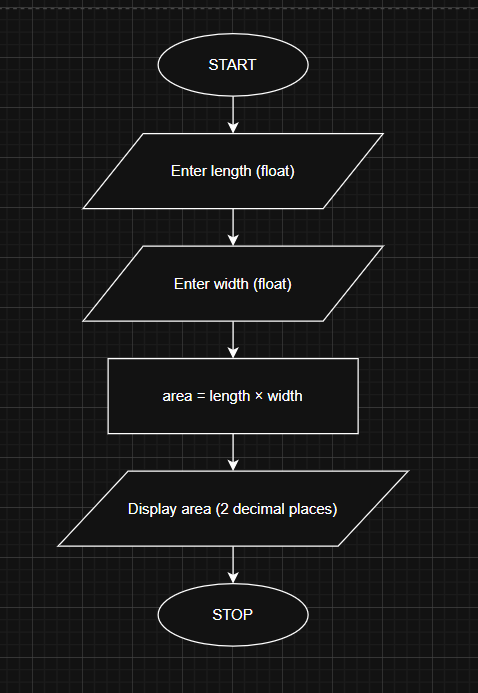 START
Enter length (float)
Enter width (float)
area = length × width
Display area (2 decimal places)
STOP